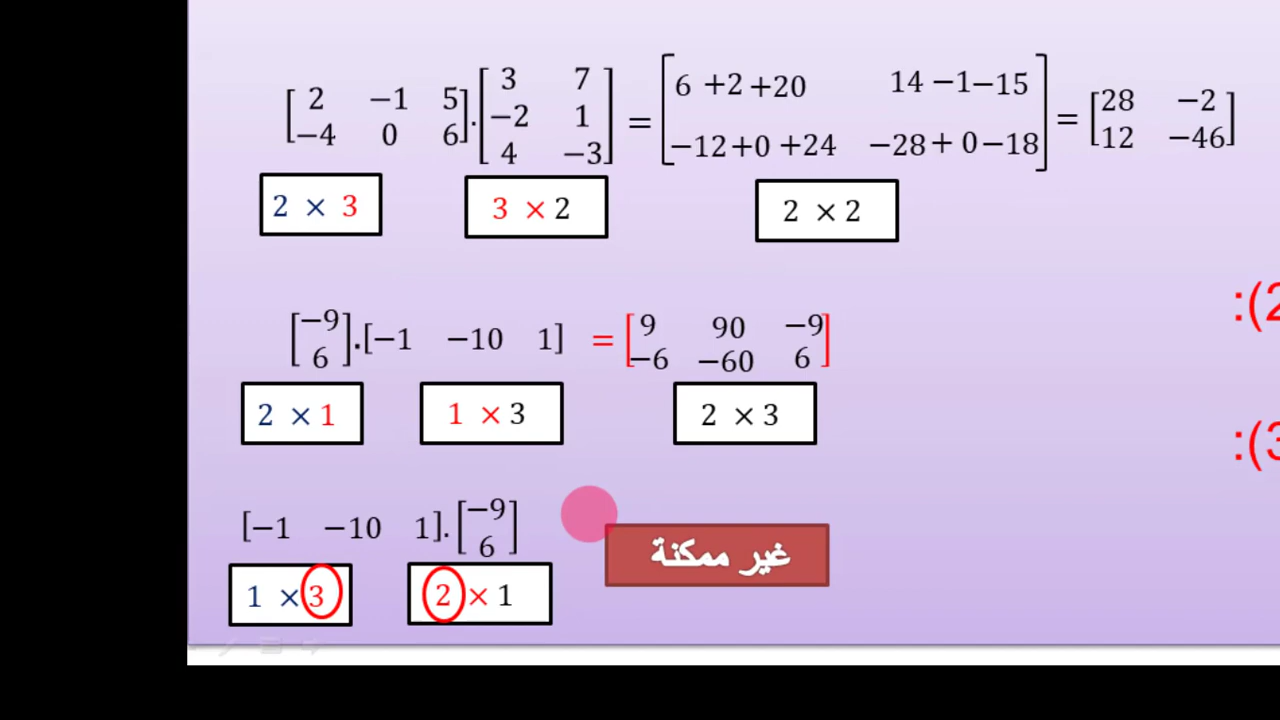 [2 −1 5
−4 0 6] . [3 7
−2 1
4 −3] = [6 +2 +20 14 −1 −15
−12 +0 +24 −28 + 0 −18] = [28 −2
12 −46]
2 × 3 3 × 2 2 × 2
:(2
[−9
6] . [−1 −10 1] = [9 90 −9
−6 −60 6]
2 × 1 1 × 3 2 × 3
:(3
[−1 −10 1] . [−9
6]
غير ممكنة
1 × 3 2 × 1